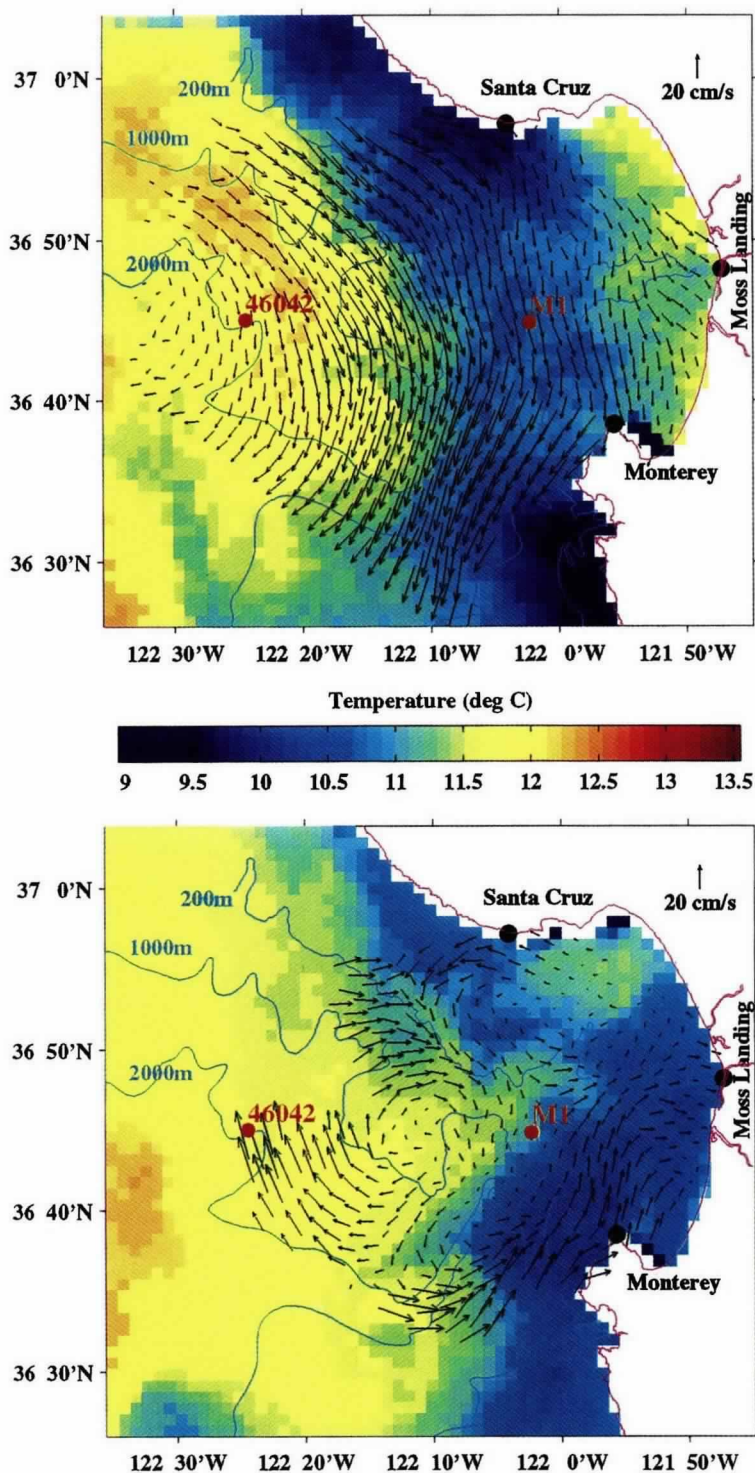 37 0'N
36 50'N
36 40'N
36 30'N
200m
1000m
2000m
Santa Cruz
20 cm/s
Moss Landing
46042
M1
Monterey
122 30'W 122 20'W 122 10'W 122 0'W 121 50'W
Temperature (deg C)
9 9.5 10 10.5 11 11.5 12 12.5 13 13.5
37 0'N
36 50'N
36 40'N
36 30'N
200m
1000m
2000m
Santa Cruz
20 cm/s
Moss Landing
46042
M1
Monterey
122 30'W 122 20'W 122 10'W 122 0'W 121 50'W